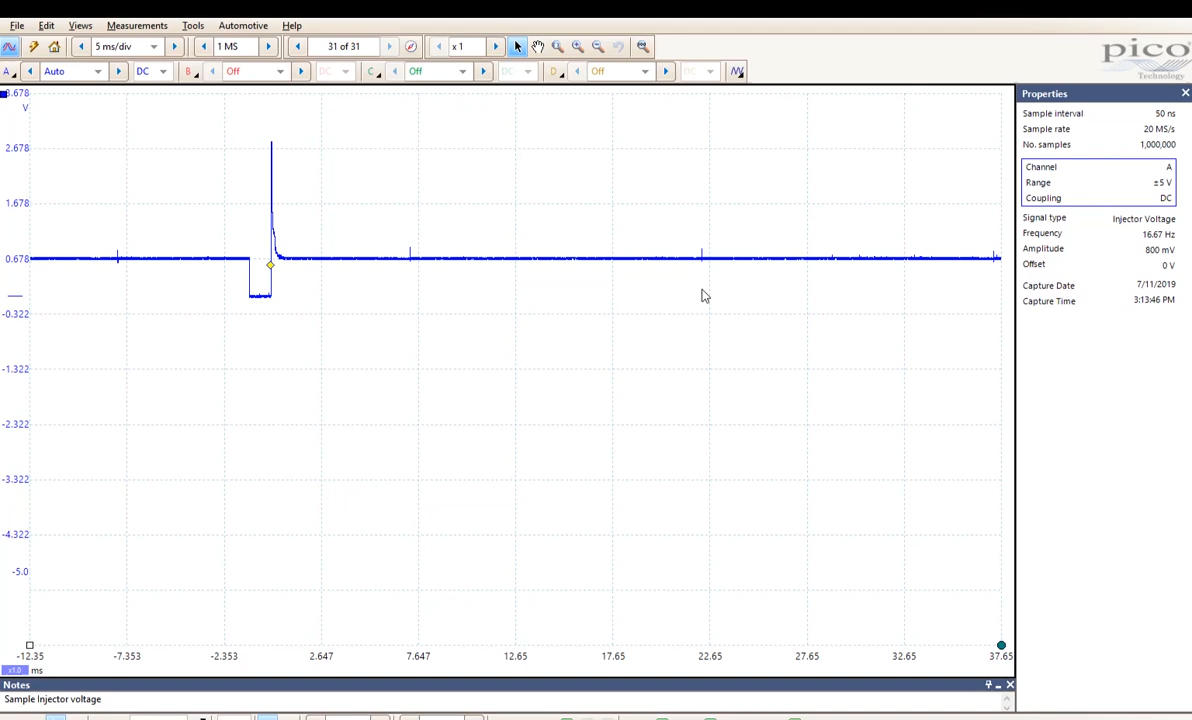 File Edit Views Measurements Tools Automotive Help
5 ms/div 1 MS 31 of 31 x 1
pico
Technology
A Auto DC B Off DC C Off DC D Off DC
3.678
V
2.678
1.678
0.678
-0.322
-1.322
-2.322
-3.322
-4.322
-5.0
-12.35 -7.353 -2.353 2.647 7.647 12.65 17.65 22.65 27.65 32.65 37.65
x1.0 ms
Properties
Sample interval 50 ns
Sample rate 20 MS/s
No. samples 1,000,000
Channel A
Range ±5 V
Coupling DC
Signal type Injector Voltage
Frequency 16.67 Hz
Amplitude 800 mV
Offset 0 V
Capture Date 7/11/2019
Capture Time 3:13:46 PM
Notes
Sample Injector voltage